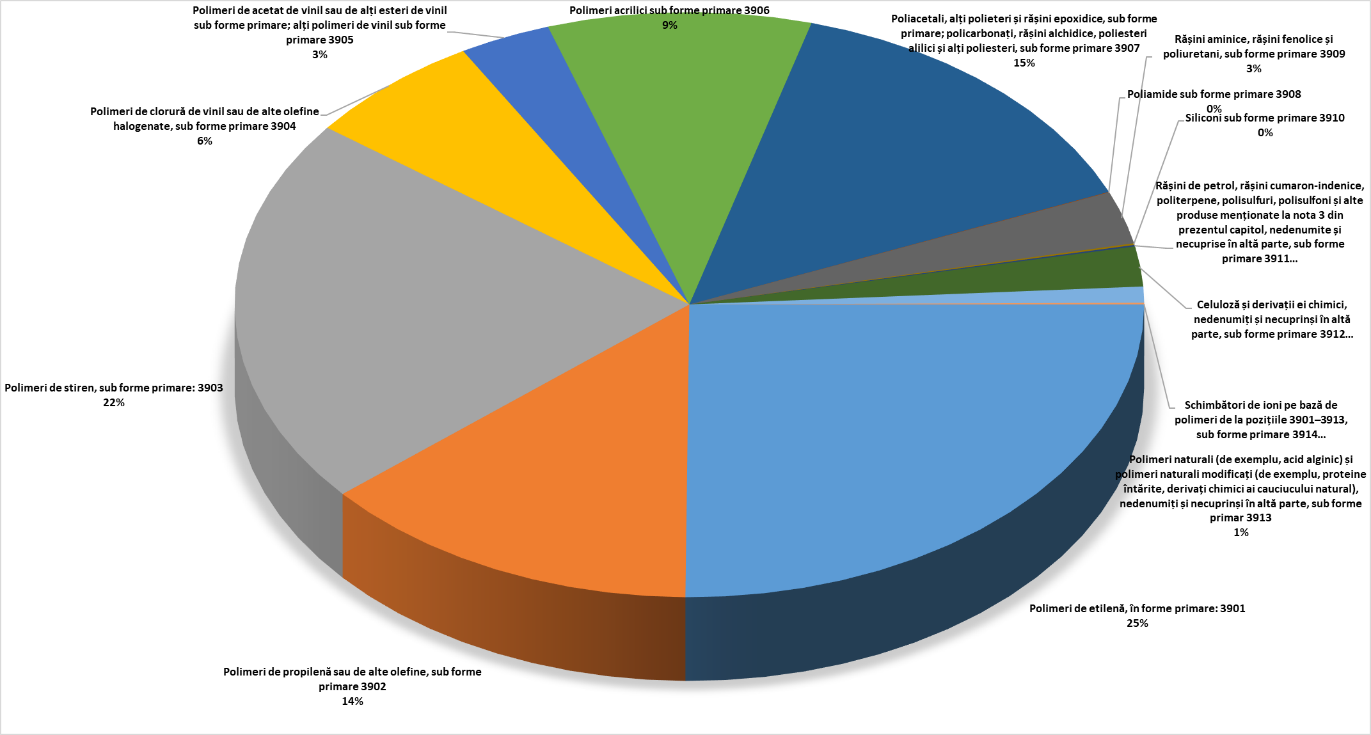 Polimeri de acetat de vinil sau de alți esteri de vinil
sub forme primare; alți polimeri de vinil sub forme
primare 3905
3%
Polimeri acrilici sub forme primare 3906
9%
Poliacetali, alți polieteri și rășini epoxidice, sub forme
primare; policarbonați, rășini alchidice, poliesteri
alilici și alți poliesteri, sub forme primare 3907
15%
Rășini aminice, rășini fenolice și
poliuretani, sub forme primare 3909
3%
Poliamide sub forme primare 3908
0%
Siliconi sub forme primare 3910
0%
Polimeri de clorură de vinil sau de alte olefine
halogenate, sub forme primare 3904
6%
Rășini de petrol, rășini cumaron-indenice,
politerpene, polisulfuri, polisulfoni și alte
produse menționate la nota 3 din
prezentul capitol, nedenumite și
necuprise în altă parte, sub forme
primare 3911...
Celuloză și derivații ei chimici,
nedenumiți și necuprinși în altă
parte, sub forme primare 3912...
Polimeri de stiren, sub forme primare: 3903
22%
Schimbători de ioni pe bază de
polimeri de la pozițiile 3901–3913,
sub forme primare 3914...
Polimeri naturali (de exemplu, acid alginic) și
polimeri naturali modificați (de exemplu, proteine
întărite, derivați chimici ai cauciucului natural),
nedenumiți și necuprinși în altă parte, sub forme
primar 3913
1%
Polimeri de etilenă, în forme primare: 3901
25%
Polimeri de propilenă sau de alte olefine, sub forme
primare 3902
14%